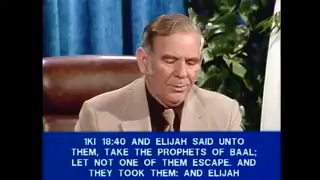 1KI 18:40 AND ELIJAH SAID UNTO
THEM, TAKE THE PROPHETS OF BAAL;
LET NOT ONE OF THEM ESCAPE. AND
THEY TOOK THEM: AND ELIJAH